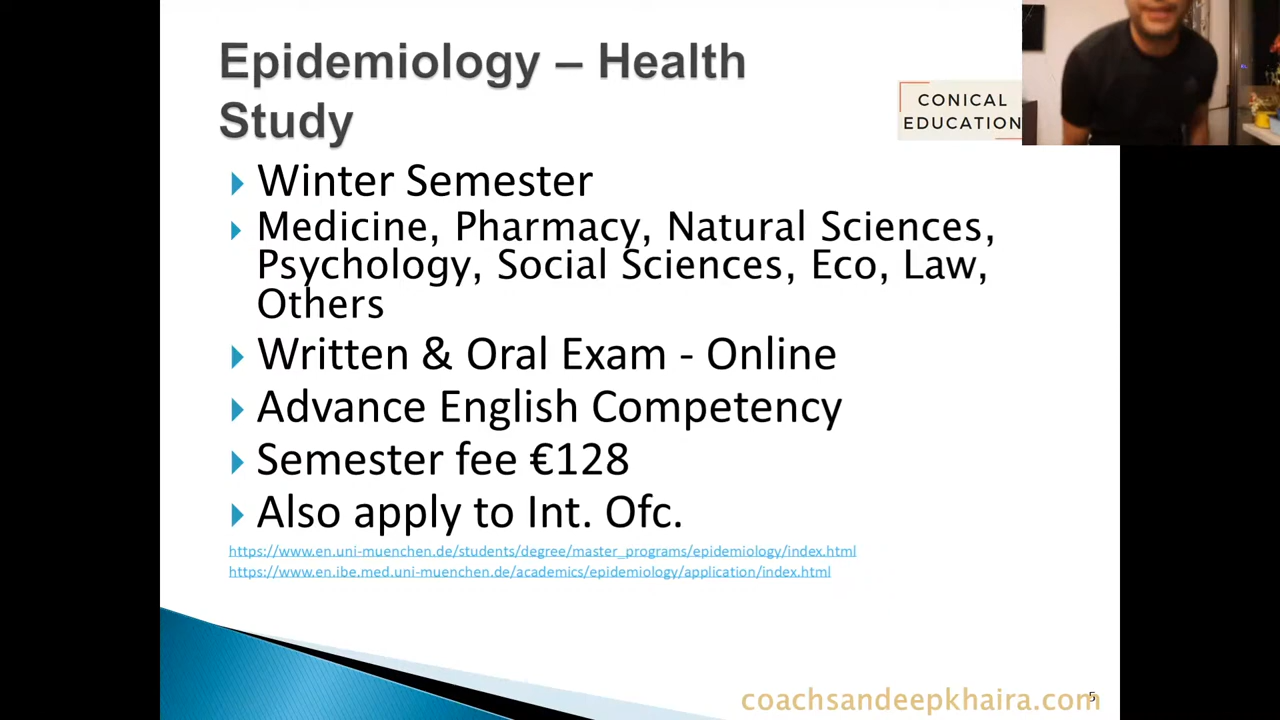 Epidemiology – Health
Study
CONICAL
EDUCATION
Winter Semester
Medicine, Pharmacy, Natural Sciences,
Psychology, Social Sciences, Eco, Law,
Others
Written & Oral Exam - Online
Advance English Competency
Semester fee €128
Also apply to Int. Ofc.
https://www.en.uni-muenchen.de/students/degree/master_programs/epidemiology/index.html
https://www.en.ibe.med.uni-muenchen.de/academics/epidemiology/application/index.html
coachsandeepkhaira.com
5